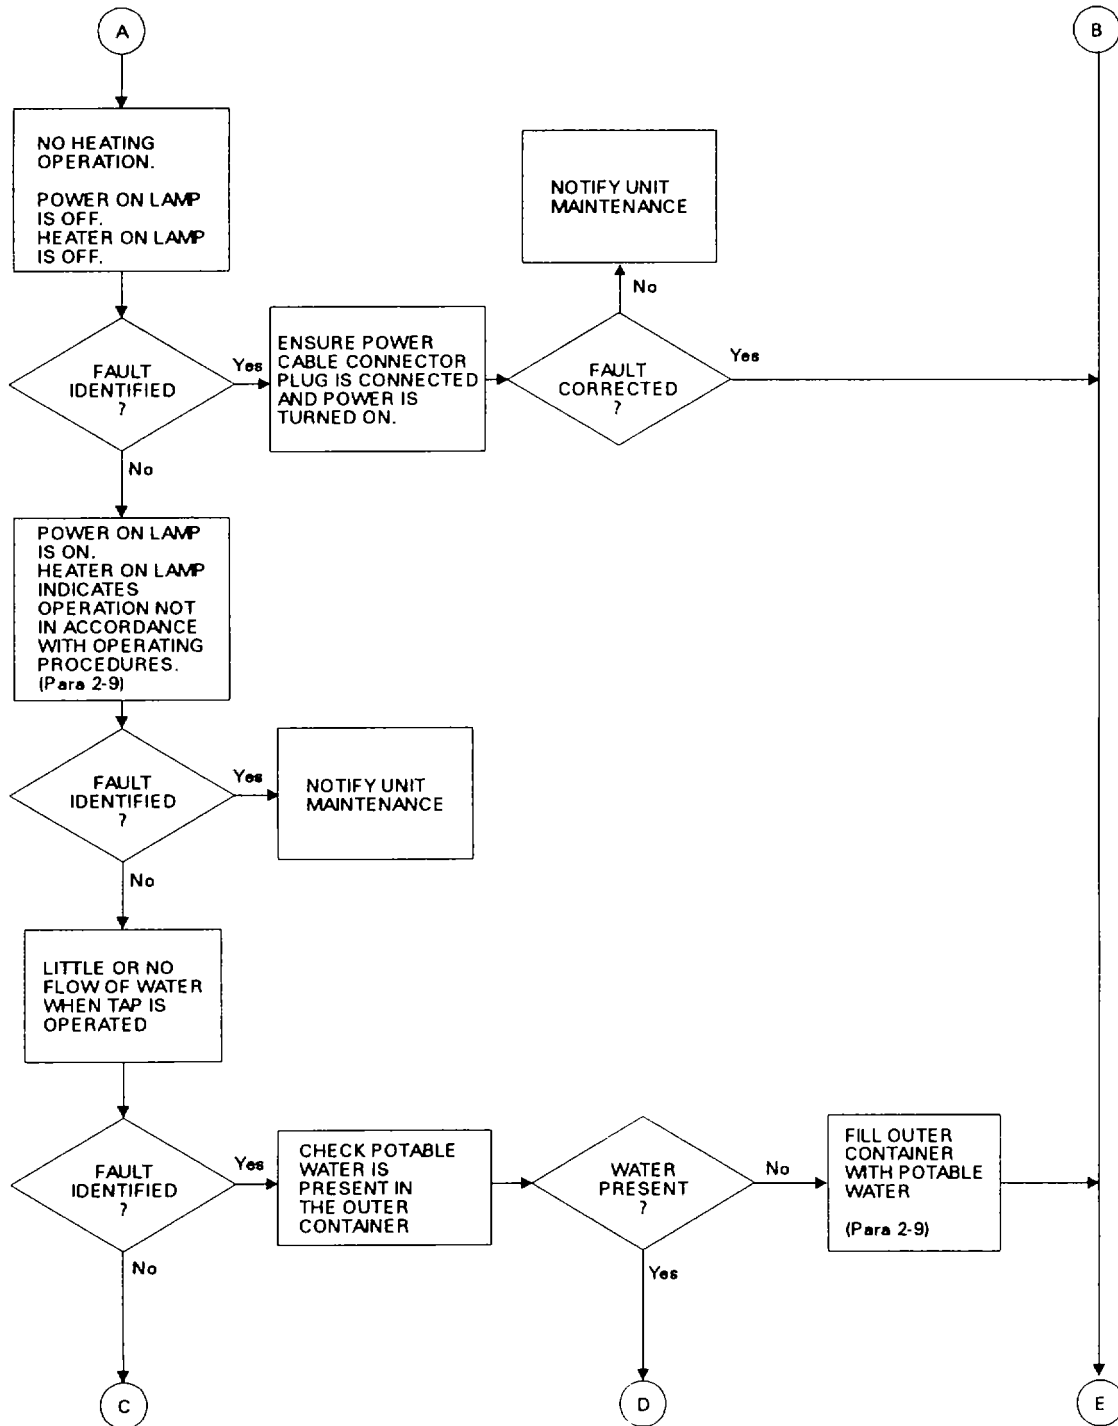 A
B
NO HEATING
OPERATION.
POWER ON LAMP
IS OFF.
HEATER ON LAMP
IS OFF.
NOTIFY UNIT
MAINTENANCE
No
FAULT
IDENTIFIED
?
Yes
ENSURE POWER
CABLE CONNECTOR
PLUG IS CONNECTED
AND POWER IS
TURNED ON.
FAULT
CORRECTED
?
Yes
No
POWER ON LAMP
IS ON.
HEATER ON LAMP
INDICATES
OPERATION NOT
IN ACCORDANCE
WITH OPERATING
PROCEDURES.
(Para 2-9)
FAULT
IDENTIFIED
?
Yes
NOTIFY UNIT
MAINTENANCE
No
LITTLE OR NO
FLOW OF WATER
WHEN TAP IS
OPERATED
FAULT
IDENTIFIED
?
Yes
CHECK POTABLE
WATER IS
PRESENT IN
THE OUTER
CONTAINER
WATER
PRESENT
?
No
FILL OUTER
CONTAINER
WITH POTABLE
WATER
(Para 2-9)
No
Yes
C
D
E